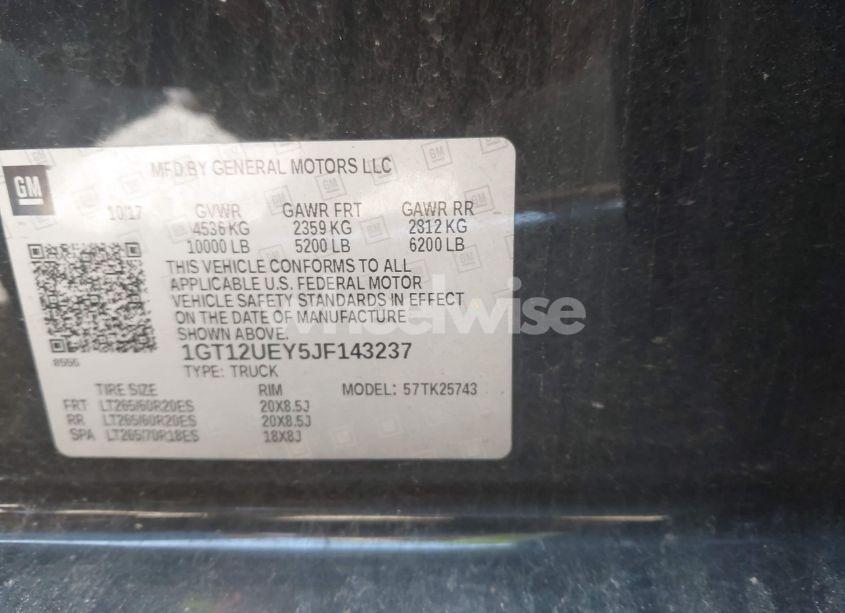 MFD BY GENERAL MOTORS LLC
GM
10/17 GVWR GAWR FRT GAWR RR
4536 KG 2359 KG 2812 KG
10000 LB 5200 LB 6200 LB
THIS VEHICLE CONFORMS TO ALL
APPLICABLE U.S. FEDERAL MOTOR
VEHICLE SAFETY STANDARDS IN EFFECT
ON THE DATE OF MANUFACTURE
SHOWN ABOVE.
wheelwise
1GT12UEY5JF143237
8555
TYPE: TRUCK
TIRE SIZE RIM MODEL: 57TK25743
FRT LT265/60R20ES 20X8.5J
RR LT265/60R20ES 20X8.5J
SPA LT265/70R18ES 18X8J